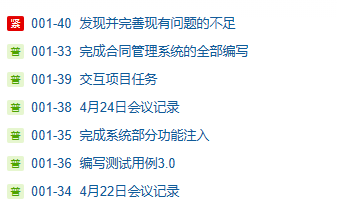 紧 001-40 发现并完善现有问题的不足
普 001-33 完成合同管理系统的全部编写
普 001-39 交互项目任务
普 001-38 4月24日会议记录
普 001-35 完成系统部分功能注入
普 001-36 编写测试用例3.0
普 001-34 4月22日会议记录